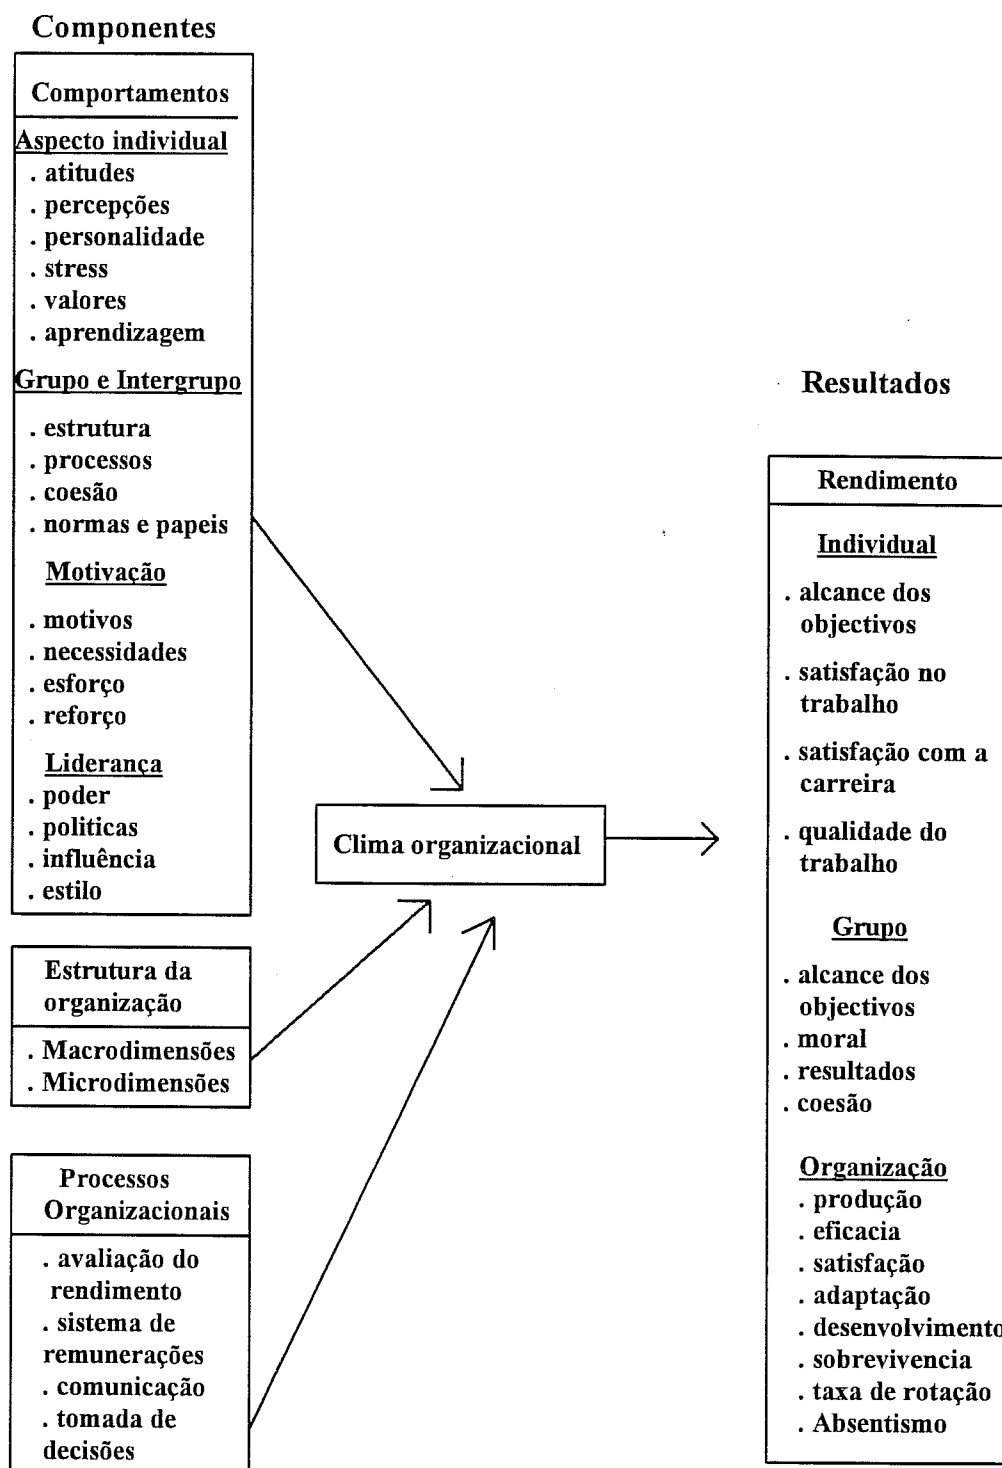 Componentes
Comportamentos
Aspecto individual
. atitudes
. percepções
. personalidade
. stress
. valores
. aprendizagem
Grupo e Intergrupo
. estrutura
. processos
. coesão
. normas e papeis
Motivação
. motivos
. necessidades
. esforço
. reforço
Liderança
. poder
. politicas
. influência
. estilo
Estrutura da
organização
. Macrodimensões
. Microdimensões
Processos
Organizacionais
. avaliação do
rendimento
. sistema de
remunerações
. comunicação
. tomada de
decisões
Clima organizacional
Resultados
Rendimento
Individual
. alcance dos
objectivos
. satisfação no
trabalho
. satisfação com a
carreira
. qualidade do
trabalho
Grupo
. alcance dos
objectivos
. moral
. resultados
. coesão
Organização
. produção
. eficacia
. satisfação
. adaptação
. desenvolvimento
. sobrevivencia
. taxa de rotação
. Absentismo